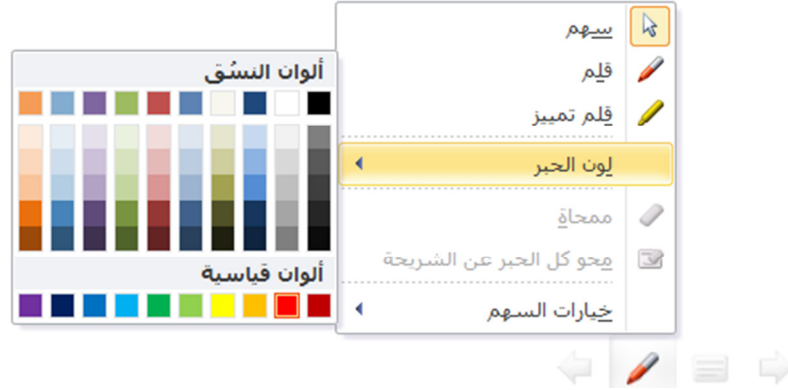 سهم
قلم
قلم تمييز
لون الحبر
ممحاة
محو كل الحبر عن الشريحة
خيارات السهم
ألوان النسُق
ألوان قياسية